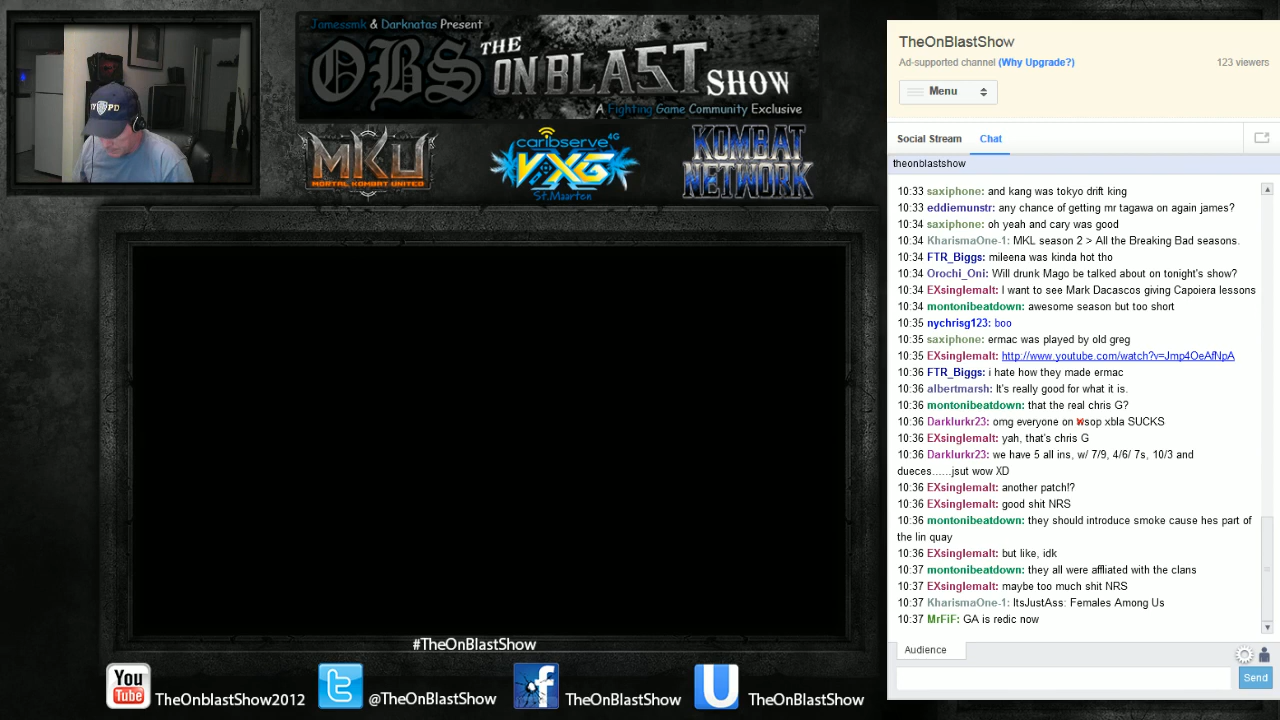 Jamessmk & Darknatas Present
OBS
THE
ON BLAST SHOW
A Fighting Game Community Exclusive
MKU
MORTAL KOMBAT UNITED
caribserve 4G
VXG
St.Maarten
KOMBAT
NETWORK
NYPD
#TheOnBlastShow
You
Tube
TheOnblastShow2012
@TheOnBlastShow
TheOnBlastShow
U
TheOnBlastShow
TheOnBlastShow
Ad-supported channel (Why Upgrade?)
123 viewers
Menu
Social Stream
Chat
theonblastshow
10:33 saxiphone: and kang was tokyo drift king
10:33 eddiemunstr: any chance of getting mr tagawa on again james?
10:34 saxiphone: oh yeah and cary was good
10:34 KharismaOne-1: MKL season 2 > All the Breaking Bad seasons.
10:34 FTR_Biggs: mileena was kinda hot tho
10:34 Orochi_Oni: Will drunk Mago be talked about on tonight's show?
10:34 EXsinglemalt: I want to see Mark Dacascos giving Capoiera lessons
10:34 montonibeatdown: awesome season but too short
10:35 nychrisg123: boo
10:35 saxiphone: ermac was played by old greg
10:35 EXsinglemalt: http://www.youtube.com/watch?v=Jmp4OeAfNpA
10:36 FTR_Biggs: i hate how they made ermac
10:36 albertmarsh: It's really good for what it is.
10:36 montonibeatdown: that the real chris G?
10:36 Darklurkr23: omg everyone on wsop xbla SUCKS
10:36 EXsinglemalt: yah, that's chris G
10:36 Darklurkr23: we have 5 all ins, w/ 7/9, 4/6/ 7s, 10/3 and
dueces......jsut wow XD
10:36 EXsinglemalt: another patch!?
10:36 EXsinglemalt: good shit NRS
10:36 montonibeatdown: they should introduce smoke cause hes part of
the lin quay
10:36 EXsinglemalt: but like, idk
10:37 montonibeatdown: they all were affliated with the clans
10:37 EXsinglemalt: maybe too much shit NRS
10:37 KharismaOne-1: ItsJustAss: Females Among Us
10:37 MrFiF: GA is redic now
Audience
Send